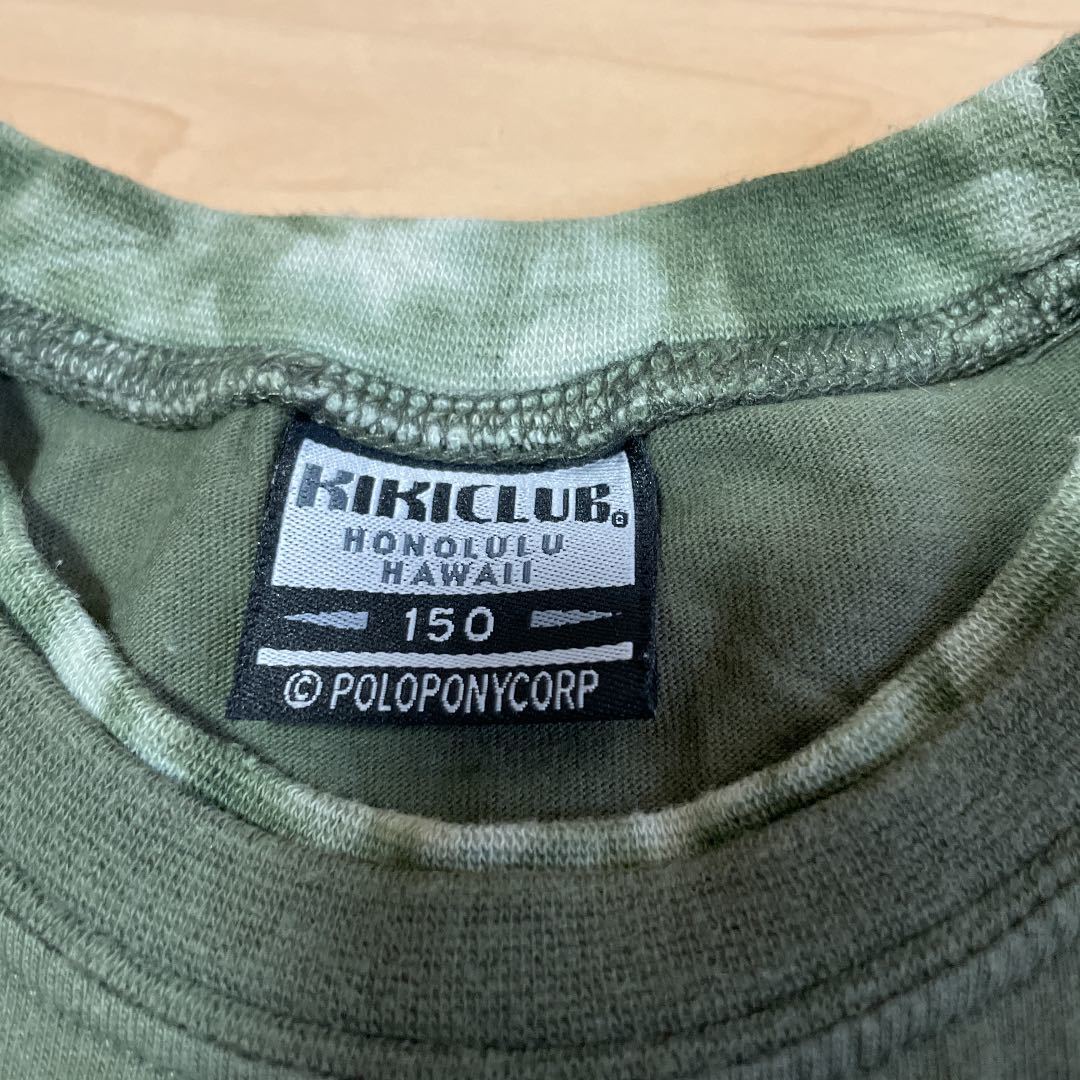 KIKICLUB®
HONOLULU
HAWAII
150
© POLOPONYCORP